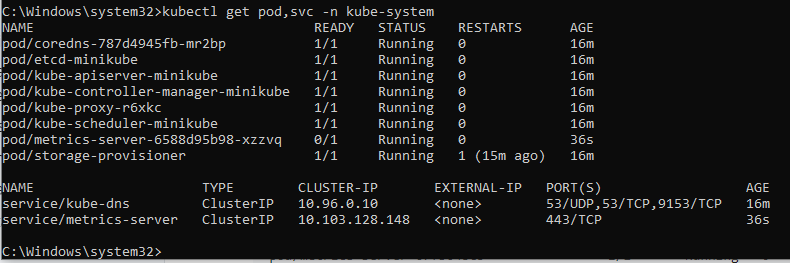 C:\Windows\system32>kubectl get pod,svc -n kube-system
NAME                                   READY   STATUS    RESTARTS      AGE
pod/coredns-787d4945fb-mr2bp           1/1     Running   0             16m
pod/etcd-minikube                      1/1     Running   0             16m
pod/kube-apiserver-minikube            1/1     Running   0             16m
pod/kube-controller-manager-minikube   1/1     Running   0             16m
pod/kube-proxy-r6xkc                   1/1     Running   0             16m
pod/kube-scheduler-minikube            1/1     Running   0             16m
pod/metrics-server-6588d95b98-xzzvq    0/1     Running   0             36s
pod/storage-provisioner                1/1     Running   1 (15m ago)   16m
NAME                     TYPE        CLUSTER-IP       EXTERNAL-IP   PORT(S)                  AGE
service/kube-dns         ClusterIP   10.96.0.10       <none>        53/UDP,53/TCP,9153/TCP   16m
service/metrics-server   ClusterIP   10.103.128.148   <none>        443/TCP                  36s
C:\Windows\system32>